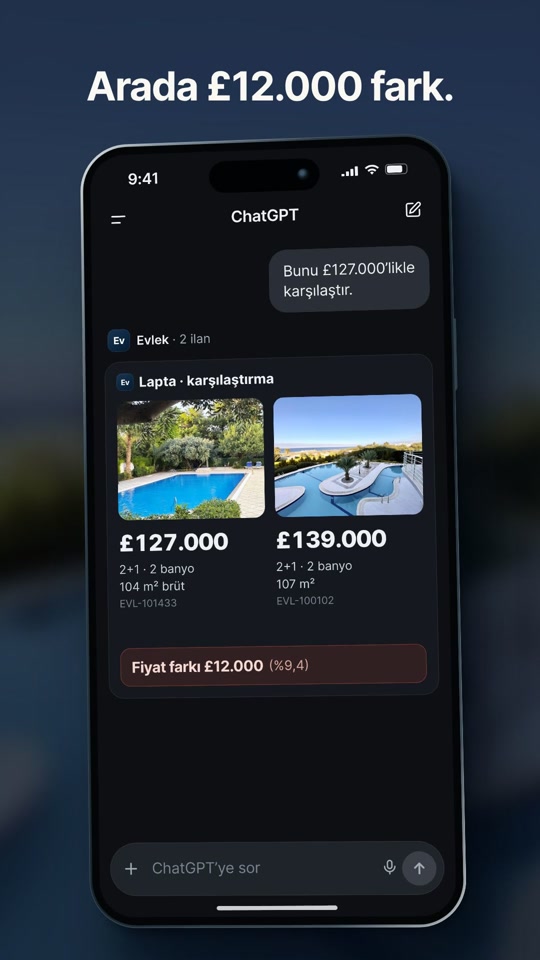 Arada £12.000 fark.
9:41
ChatGPT
Bunu £127.000’likle
karşılaştır.
Ev Evlek · 2 ilan
Ev Lapta · karşılaştırma
£127.000
2+1 · 2 banyo
104 m² brüt
EVL-101433
£139.000
2+1 · 2 banyo
107 m²
EVL-100102
Fiyat farkı £12.000 (%9,4)
ChatGPT’ye sor